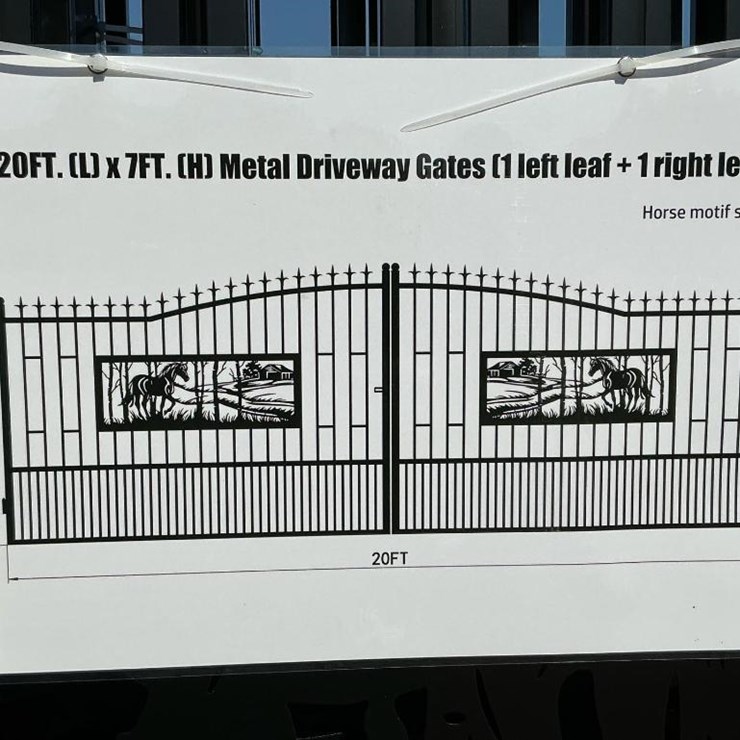 20FT. (L) x 7FT. (H) Metal Driveway Gates (1 left leaf + 1 right le
Horse motif s
20FT